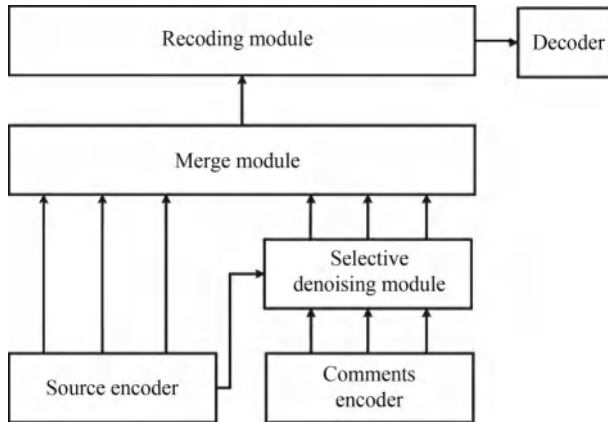 Recoding module
Decoder
Merge module
Selective
denoising module
Source encoder
Comments
encoder